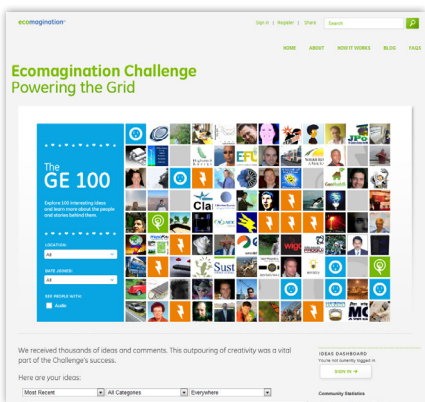 ecomagination
Sign in | Register | Share Search
HOME ABOUT HOW IT WORKS BLOG FAQS
Ecomagination Challenge
Powering the Grid
The
GE 100
Explore 100 interesting ideas
and learn more about the people
and stories behind them.
LOCATION:
All
DATE JOINED:
All
SEE PEOPLE WITH:
Audio
EFU
Cla
Sust
We received thousands of ideas and comments. This outpouring of creativity was a vital
part of the Challenge's success.
Here are your ideas:
Most Recent All Categories Everywhere
IDEAS DASHBOARD
You're not currently logged in.
SIGN IN →
Community Statistics